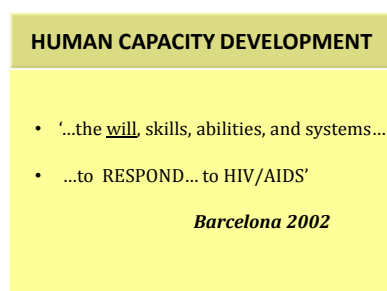 HUMAN CAPACITY DEVELOPMENT
• ‘…the will, skills, abilities, and systems…
• …to RESPOND… to HIV/AIDS’
Barcelona 2002